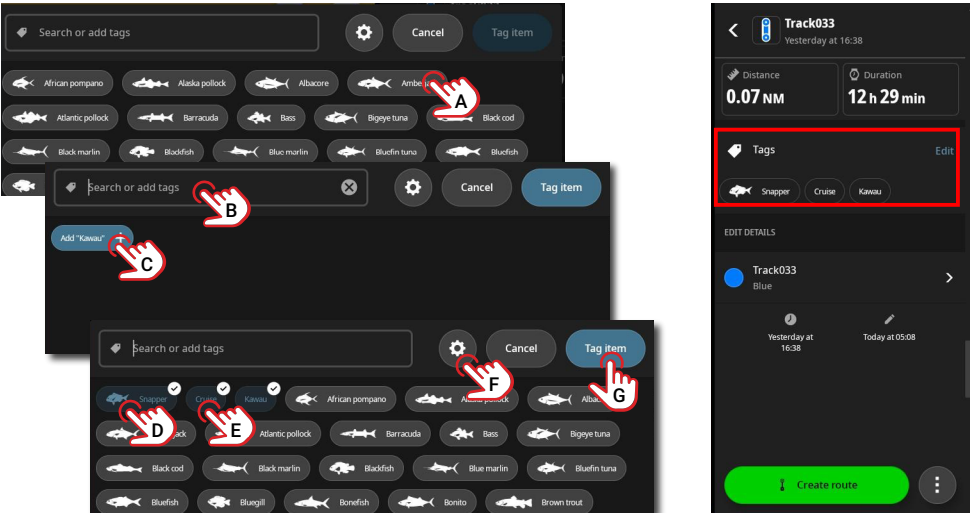 Search or add tags
Cancel
Tag item
African pompano
Alaska pollock
Albacore
A
Atlantic pollock
Barracuda
Bass
Bigeye tuna
Black cod
Black marlin
Blackfish
Blue marlin
Bluefin tuna
Bluefish
Search or add tags
Cancel
Tag item
B
Add "Kawau" +
C
Search or add tags
Cancel
Tag item
F
G
Snapper
Cruise
Kawau
African pompano
D
E
Atlantic pollock
Barracuda
Bass
Bigeye tuna
Black cod
Black marlin
Blackfish
Blue marlin
Bluefin tuna
Bluefish
Bluegill
Bonefish
Bonito
Brown trout
Track033
Yesterday at 16:38
Distance
0.07 NM
Duration
12 h 29 min
Tags
Edit
Snapper
Cruise
Kawau
EDIT DETAILS
Track033
Blue
Yesterday at
16:38
Today at 05:08
Create route